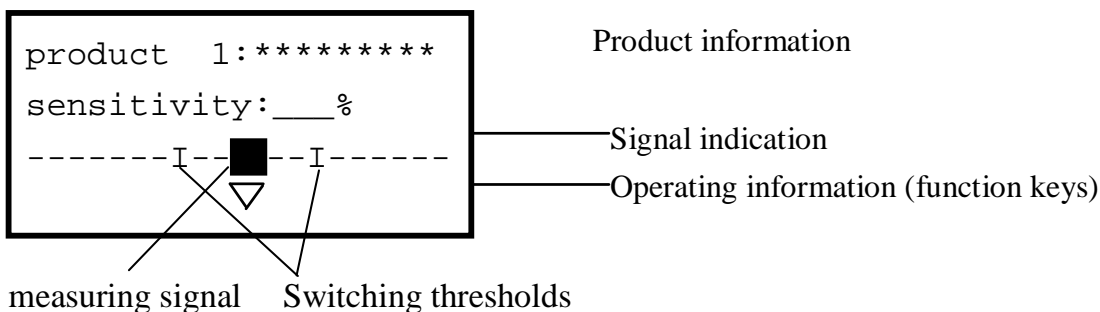 product  1:*********
Product information
sensitivity:___%
Signal indication
-------I--■--I------
Operating information (function keys)
▽
measuring signal
Switching thresholds